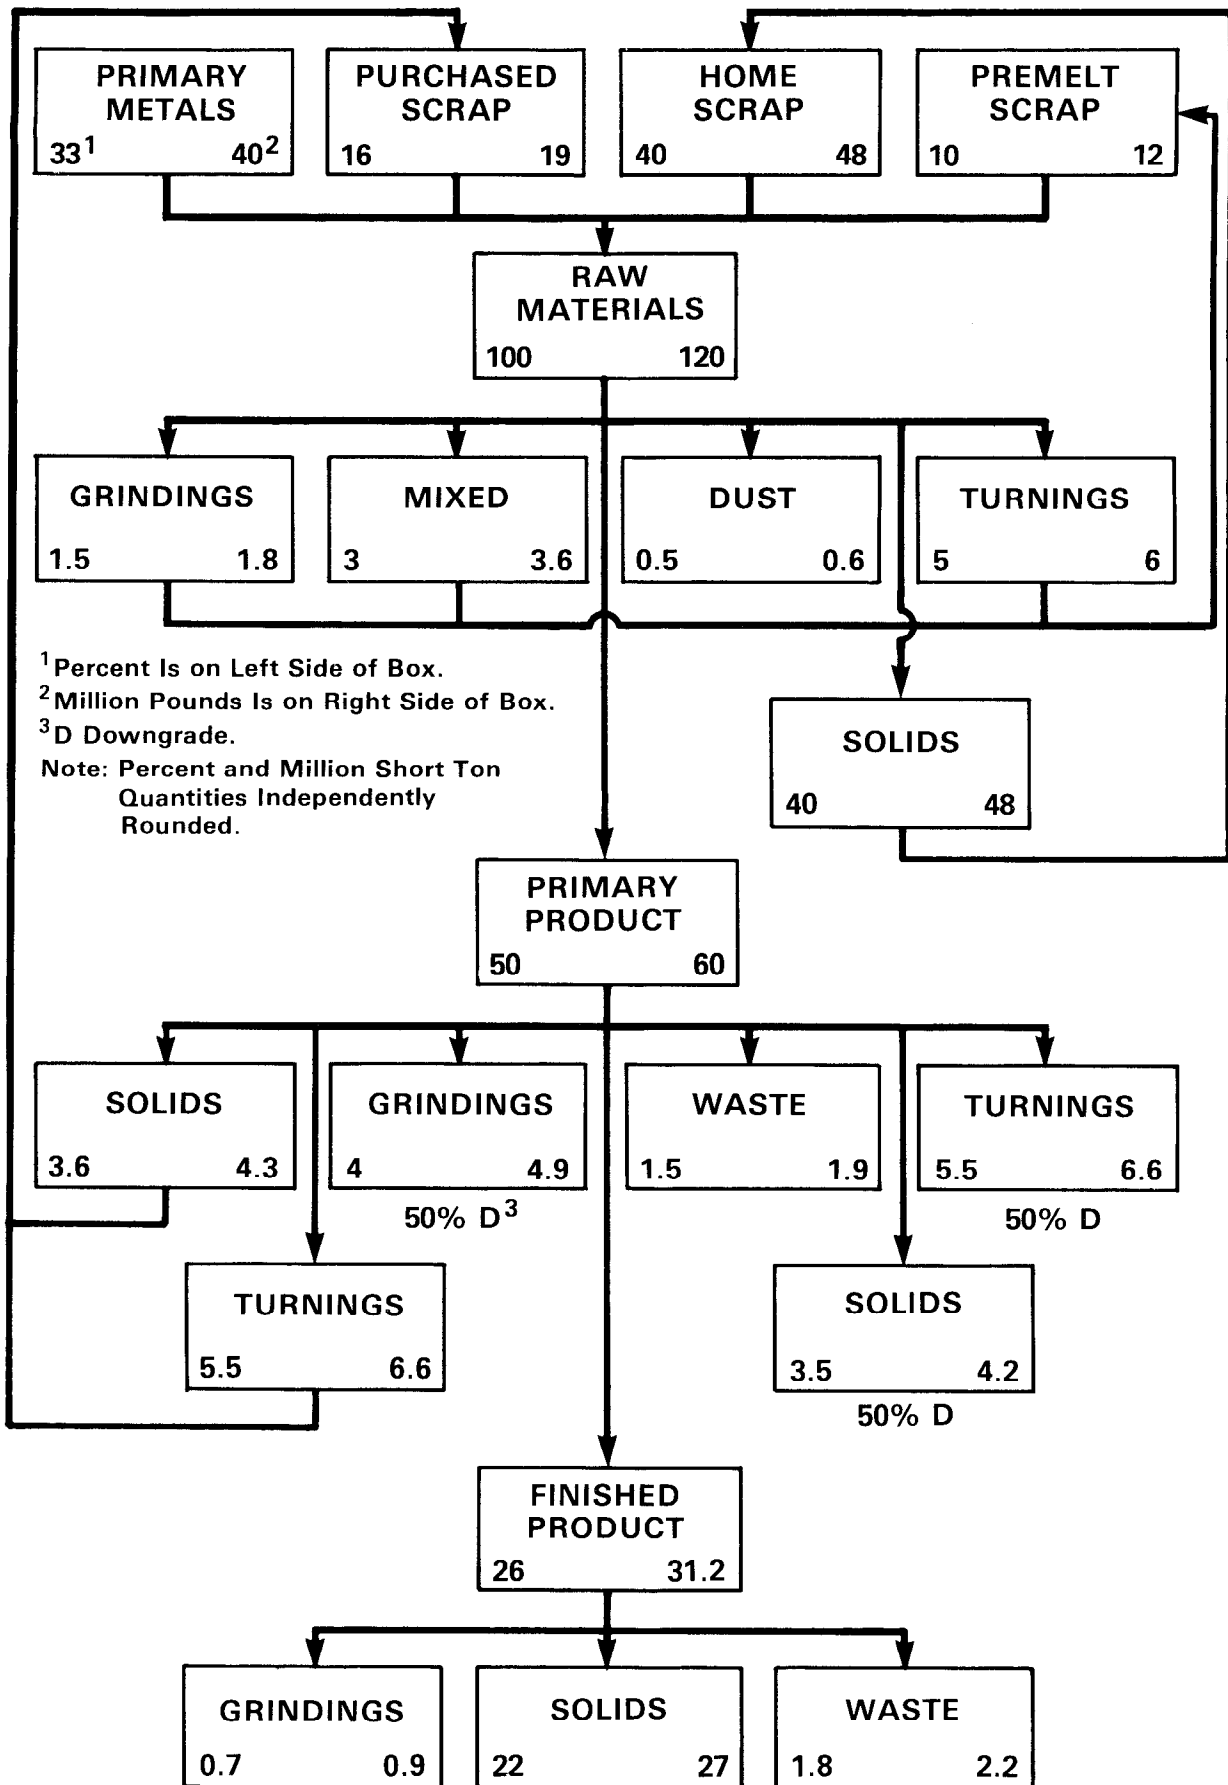 PRIMARY
METALS
33¹ 40²
PURCHASED
SCRAP
16 19
HOME
SCRAP
40 48
PREMELT
SCRAP
10 12
RAW
MATERIALS
100 120
GRINDINGS
1.5 1.8
MIXED
3 3.6
DUST
0.5 0.6
TURNINGS
5 6
¹Percent Is on Left Side of Box.
²Million Pounds Is on Right Side of Box.
³D Downgrade.
Note: Percent and Million Short Ton
Quantities Independently
Rounded.
SOLIDS
40 48
PRIMARY
PRODUCT
50 60
SOLIDS
3.6 4.3
GRINDINGS
4 4.9
50% D³
WASTE
1.5 1.9
TURNINGS
5.5 6.6
50% D
TURNINGS
5.5 6.6
SOLIDS
3.5 4.2
50% D
FINISHED
PRODUCT
26 31.2
GRINDINGS
0.7 0.9
SOLIDS
22 27
WASTE
1.8 2.2